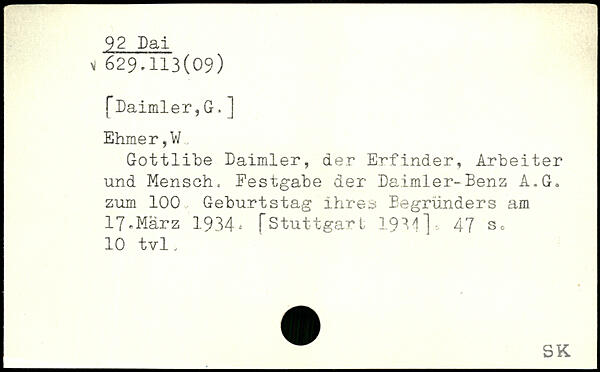 92 Dai
√ 629.113(09)
[Daimler,G.]
Ehmer,W.
Gottlibe Daimler, der Erfinder, Arbeiter
und Mensch. Festgabe der Daimler-Benz A.G.
zum 100. Geburtstag ihres Begründers am
17.März 1934. [Stuttgart 1934]. 47 s.
10 tvl.
SK